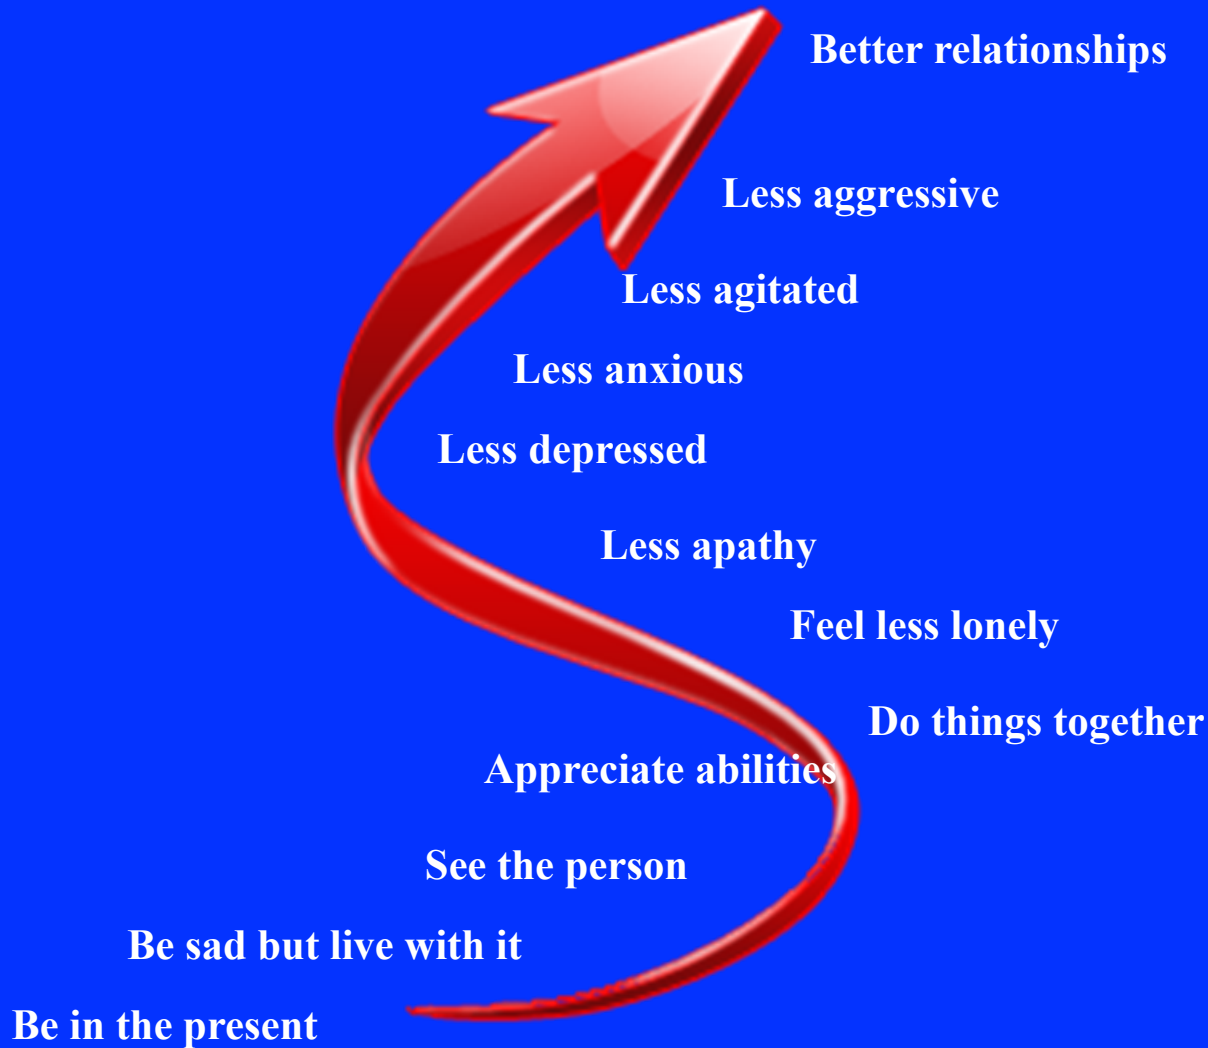 Better relationships
Less aggressive
Less agitated
Less anxious
Less depressed
Less apathy
Feel less lonely
Do things together
Appreciate abilities
See the person
Be sad but live with it
Be in the present